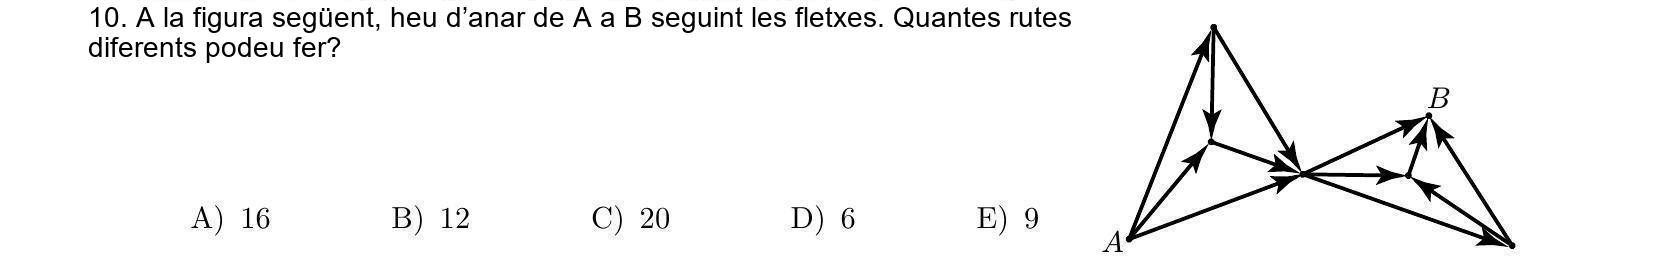 10. A la figura següent, heu d’anar de A a B seguint les fletxes. Quantes rutes
diferents podeu fer?
B
A) 16 B) 12 C) 20 D) 6 E) 9
A